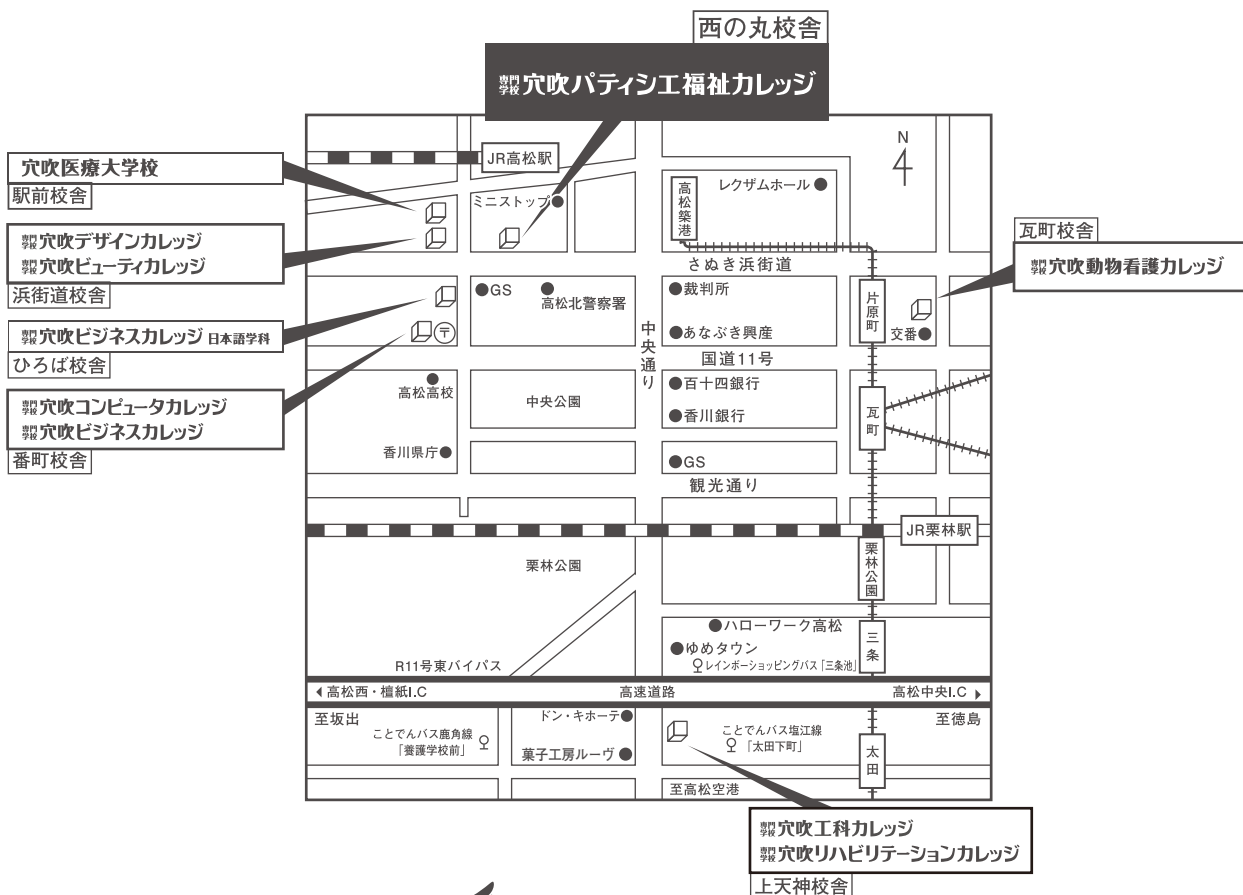 西の丸校舎
専門学校 穴吹パティシエ福祉カレッジ
穴吹医療大学校
駅前校舎
専門学校 穴吹デザインカレッジ
専門学校 穴吹ビューティカレッジ
浜街道校舎
専門学校 穴吹ビジネスカレッジ 日本語学科
ひろば校舎
専門学校 穴吹コンピュータカレッジ
専門学校 穴吹ビジネスカレッジ
番町校舎
瓦町校舎
専門学校 穴吹動物看護カレッジ
N
JR高松駅
ミニストップ
高松築港
レクザムホール
さぬき浜街道
GS
高松北警察署
裁判所
片原町
交番
〒
あなぶき興産
中央通り
国道11号
高松高校
中央公園
百十四銀行
瓦町
香川銀行
香川県庁
GS
観光通り
JR栗林駅
栗林公園
栗林公園
ハローワーク高松
三条
ゆめタウン
レインボーショッピングバス「三条池」
R11号東バイパス
高松西・檀紙I.C
高速道路
高松中央I.C
至坂出
ドン・キホーテ
至徳島
ことでんバス鹿角線
「養護学校前」
ことでんバス塩江線
「太田下町」
菓子工房ルーヴ
太田
至高松空港
専門学校 穴吹工科カレッジ
専門学校 穴吹リハビリテーションカレッジ
上天神校舎